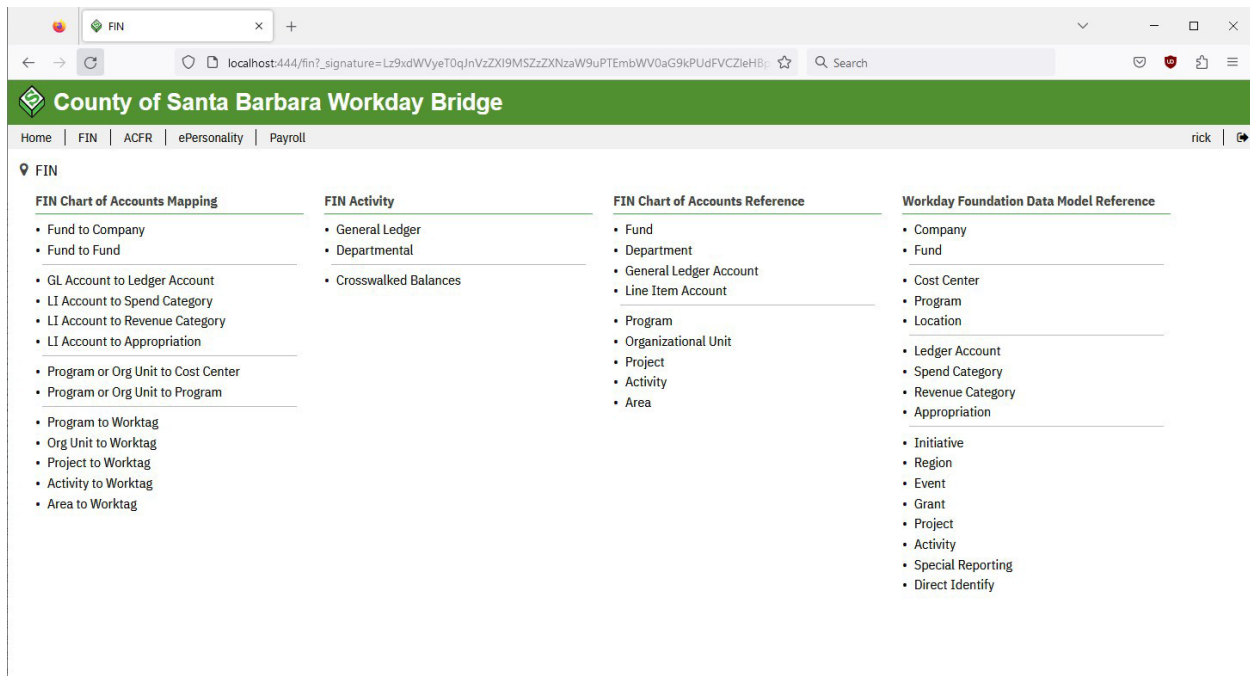 FIN
localhost:444/fin?_signature=Lz9xdWVyeT0qJnVzZXI9MSZzZXNzaW9uPTEmbWV0aG9kPUdFVCZleHBp
Search
County of Santa Barbara Workday Bridge
Home | FIN | ACFR | ePersonality | Payroll
rick
FIN
FIN Chart of Accounts Mapping
• Fund to Company
• Fund to Fund
• GL Account to Ledger Account
• LI Account to Spend Category
• LI Account to Revenue Category
• LI Account to Appropriation
• Program or Org Unit to Cost Center
• Program or Org Unit to Program
• Program to Worktag
• Org Unit to Worktag
• Project to Worktag
• Activity to Worktag
• Area to Worktag
FIN Activity
• General Ledger
• Departmental
• Crosswalked Balances
FIN Chart of Accounts Reference
• Fund
• Department
• General Ledger Account
• Line Item Account
• Program
• Organizational Unit
• Project
• Activity
• Area
Workday Foundation Data Model Reference
• Company
• Fund
• Cost Center
• Program
• Location
• Ledger Account
• Spend Category
• Revenue Category
• Appropriation
• Initiative
• Region
• Event
• Grant
• Project
• Activity
• Special Reporting
• Direct Identify